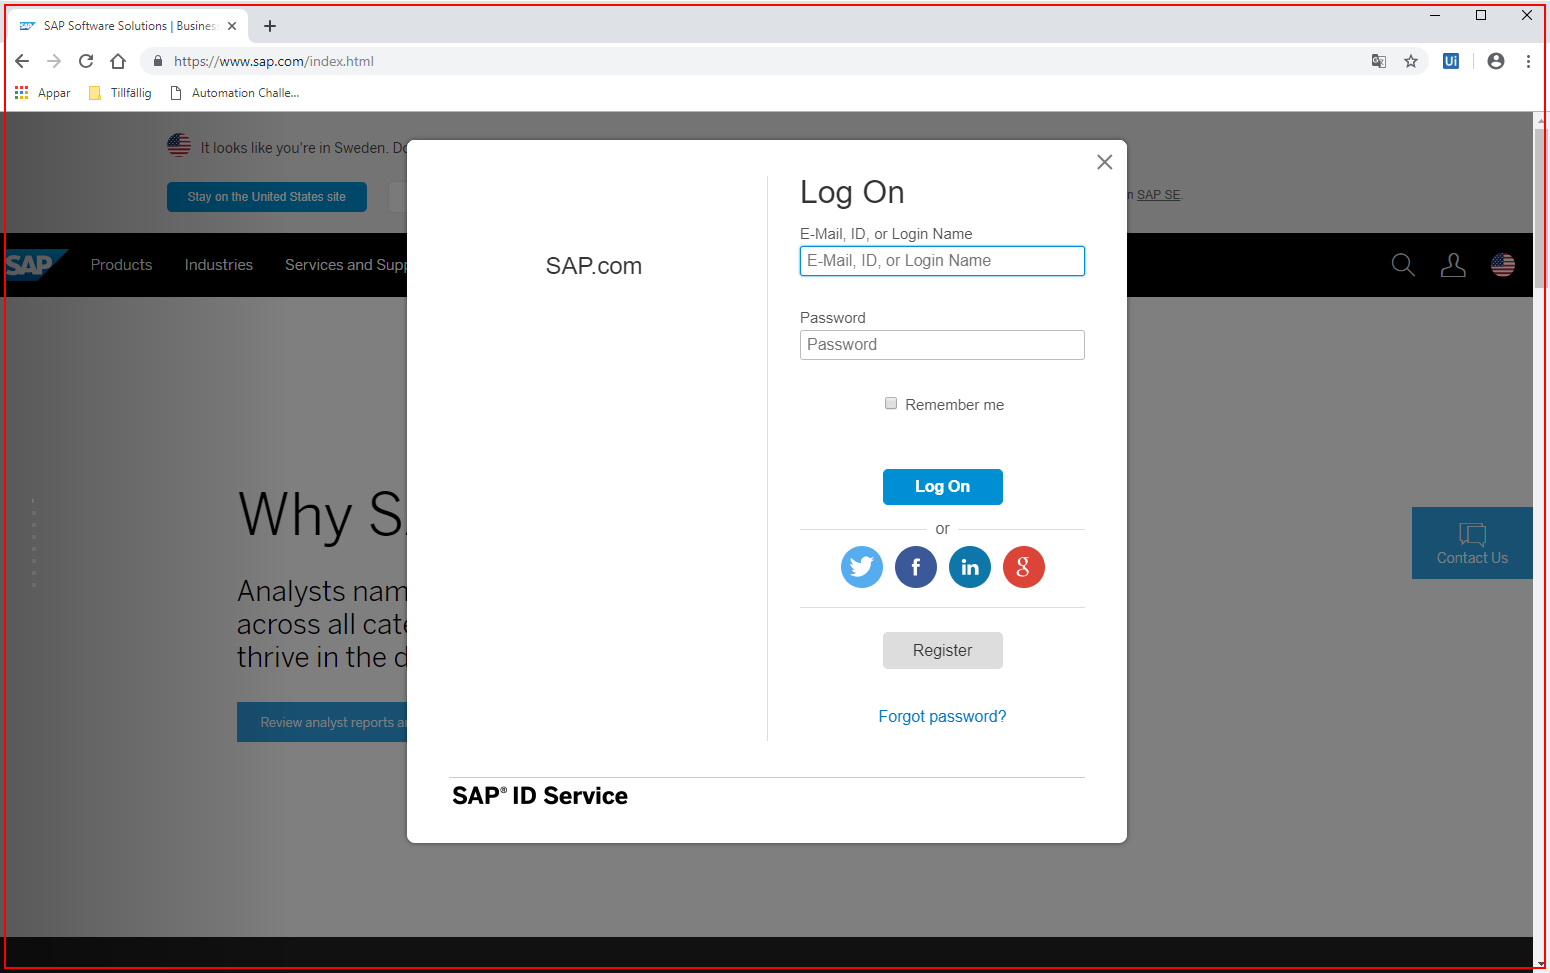 SAP Software Solutions | Business
https://www.sap.com/index.html
Ui
Appar
Tillfällig
Automation Challe...
It looks like you're in Sweden.
Stay on the United States site
SAP SE.
SAP
Products
Industries
Services and Supp
Log On
E-Mail, ID, or Login Name
E-Mail, ID, or Login Name
SAP.com
Password
Password
Remember me
Log On
or
Register
Forgot password?
SAP® ID Service
Why SA
Analysts nam
across all cate
thrive in the d
Review analyst reports a
Contact Us